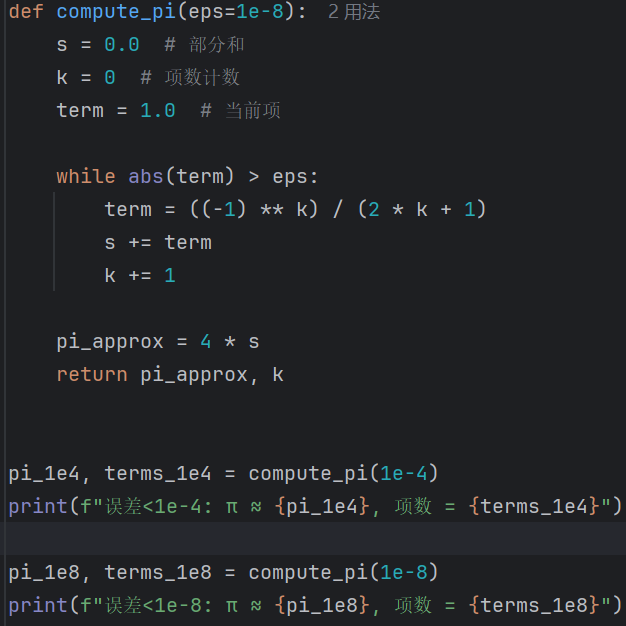 def compute_pi(eps=1e-8):  2 用法
    s = 0.0  # 部分和
    k = 0  # 项数计数
    term = 1.0  # 当前项
    while abs(term) > eps:
        term = ((-1) ** k) / (2 * k + 1)
        s += term
        k += 1
    pi_approx = 4 * s
    return pi_approx, k
pi_1e4, terms_1e4 = compute_pi(1e-4)
print(f"误差<1e-4: π ≈ {pi_1e4}, 项数 = {terms_1e4}")
pi_1e8, terms_1e8 = compute_pi(1e-8)
print(f"误差<1e-8: π ≈ {pi_1e8}, 项数 = {terms_1e8}")